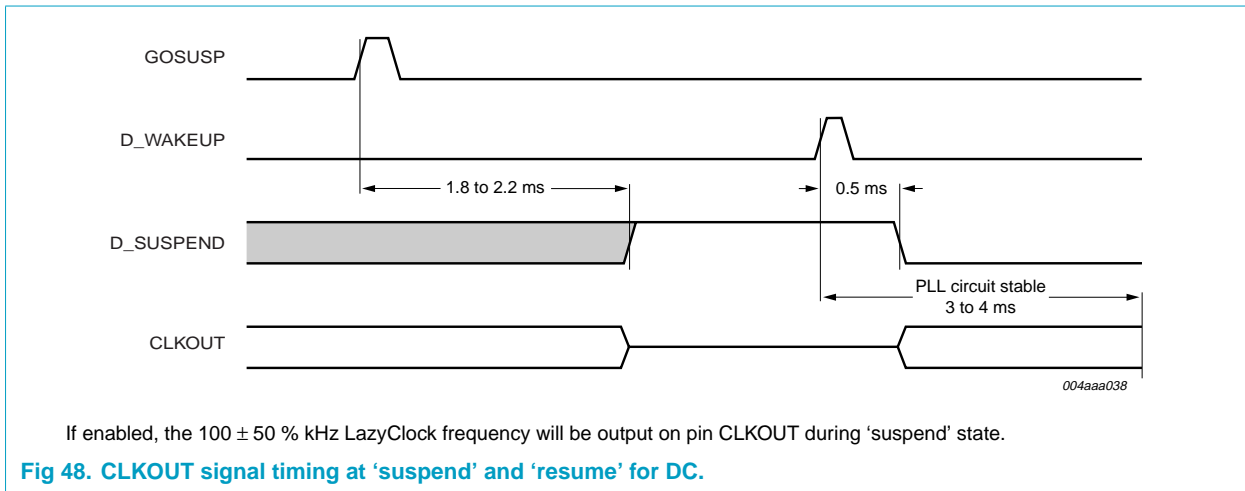 GOSUSP
D_WAKEUP
1.8 to 2.2 ms
0.5 ms
D_SUSPEND
PLL circuit stable
3 to 4 ms
CLKOUT
004aaa038
If enabled, the 100 ± 50 % kHz LazyClock frequency will be output on pin CLKOUT during ‘suspend’ state.
Fig 48. CLKOUT signal timing at ‘suspend’ and ‘resume’ for DC.